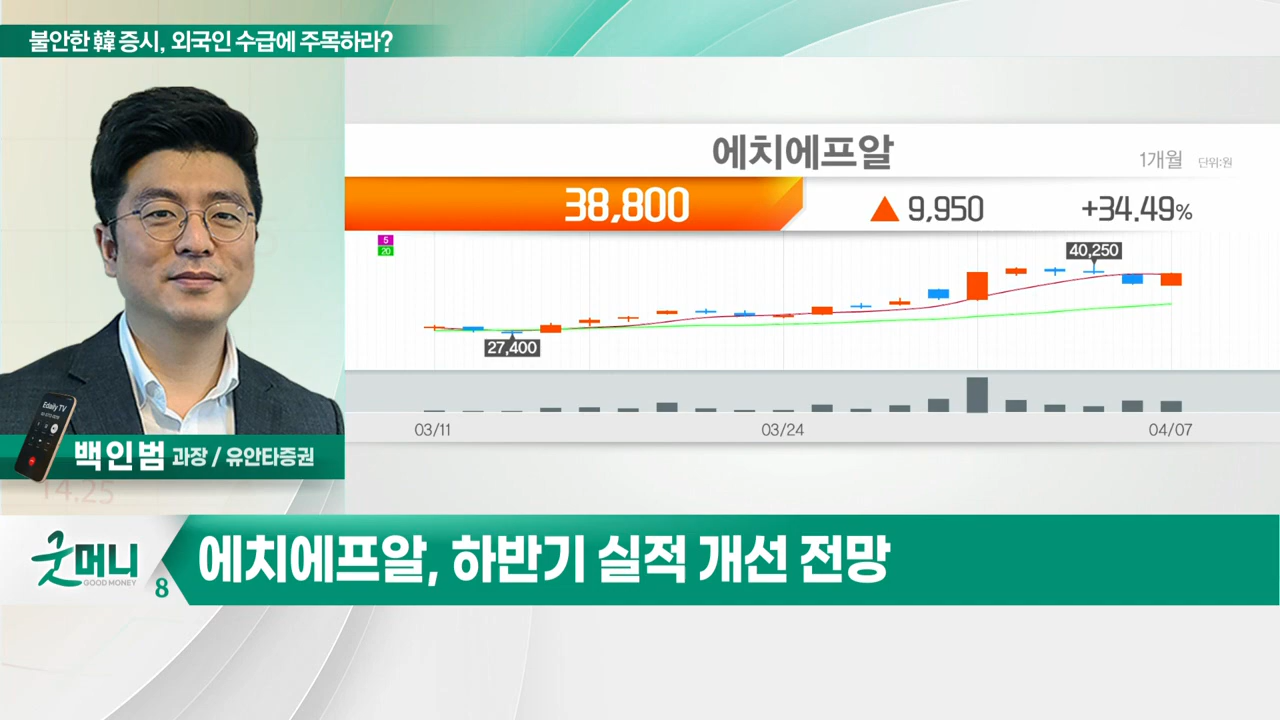 불안한 韓 증시, 외국인 수급에 주목하라?
에치에프알
1개월 단위:원
38,800 ▲ 9,950 +34.49%
5
20
40,250
27,400
03/11 03/24 04/07
Edaily TV
백인범 과장 / 유안타증권
14.25
굿머니
GOOD MONEY
8
에치에프알, 하반기 실적 개선 전망